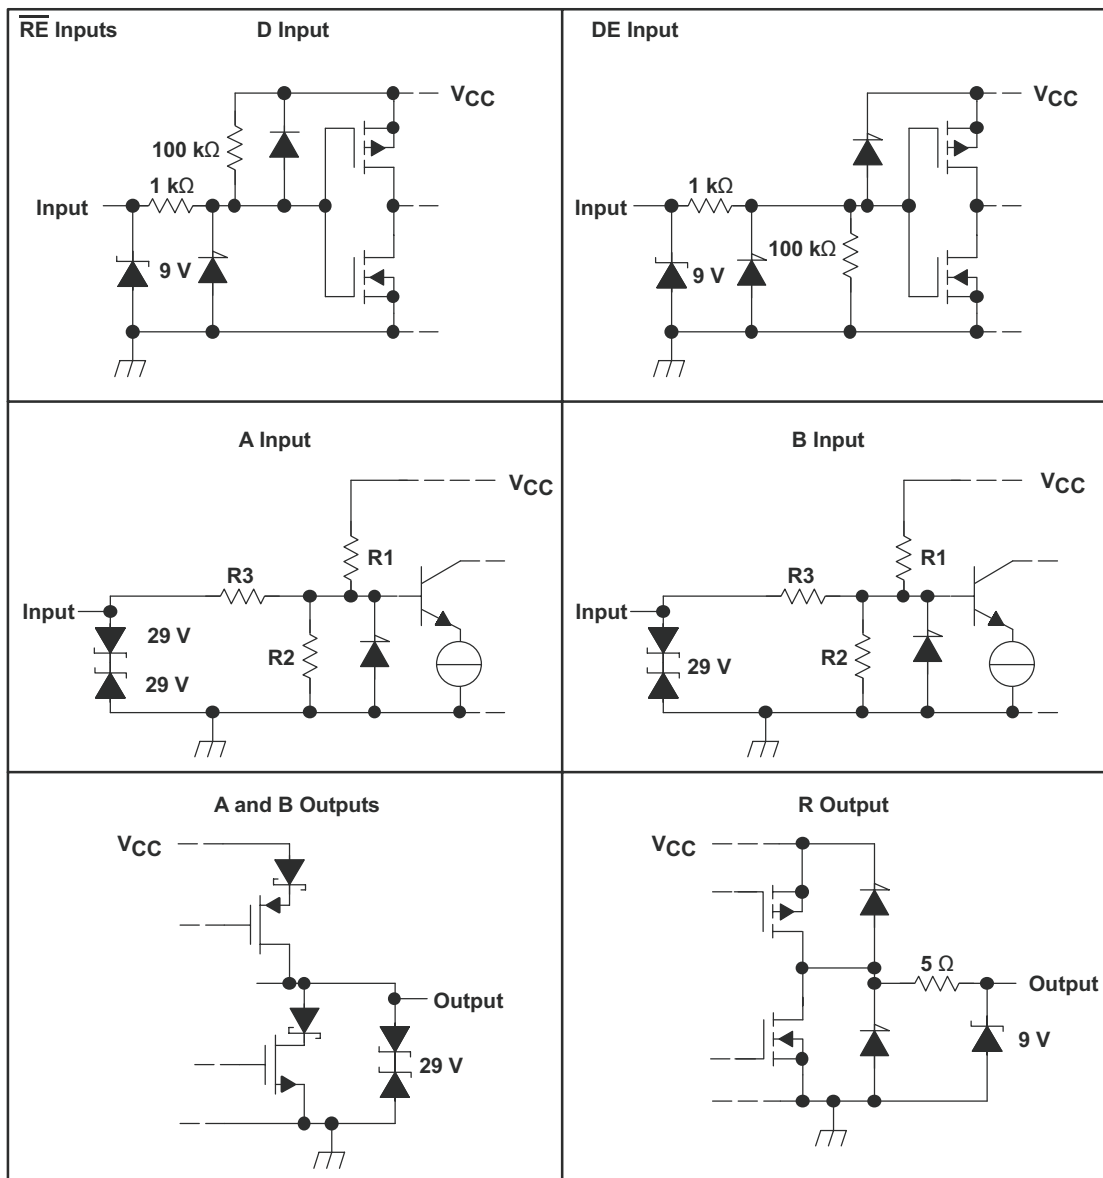 R̅E̅ Inputs
D Input
VCC
100 kΩ
1 kΩ
Input
9 V
DE Input
VCC
1 kΩ
Input
100 kΩ
9 V
A Input
VCC
R1
R3
Input
29 V
R2
29 V
B Input
VCC
R1
R3
Input
R2
29 V
A and B Outputs
VCC
Output
29 V
R Output
VCC
5 Ω
Output
9 V